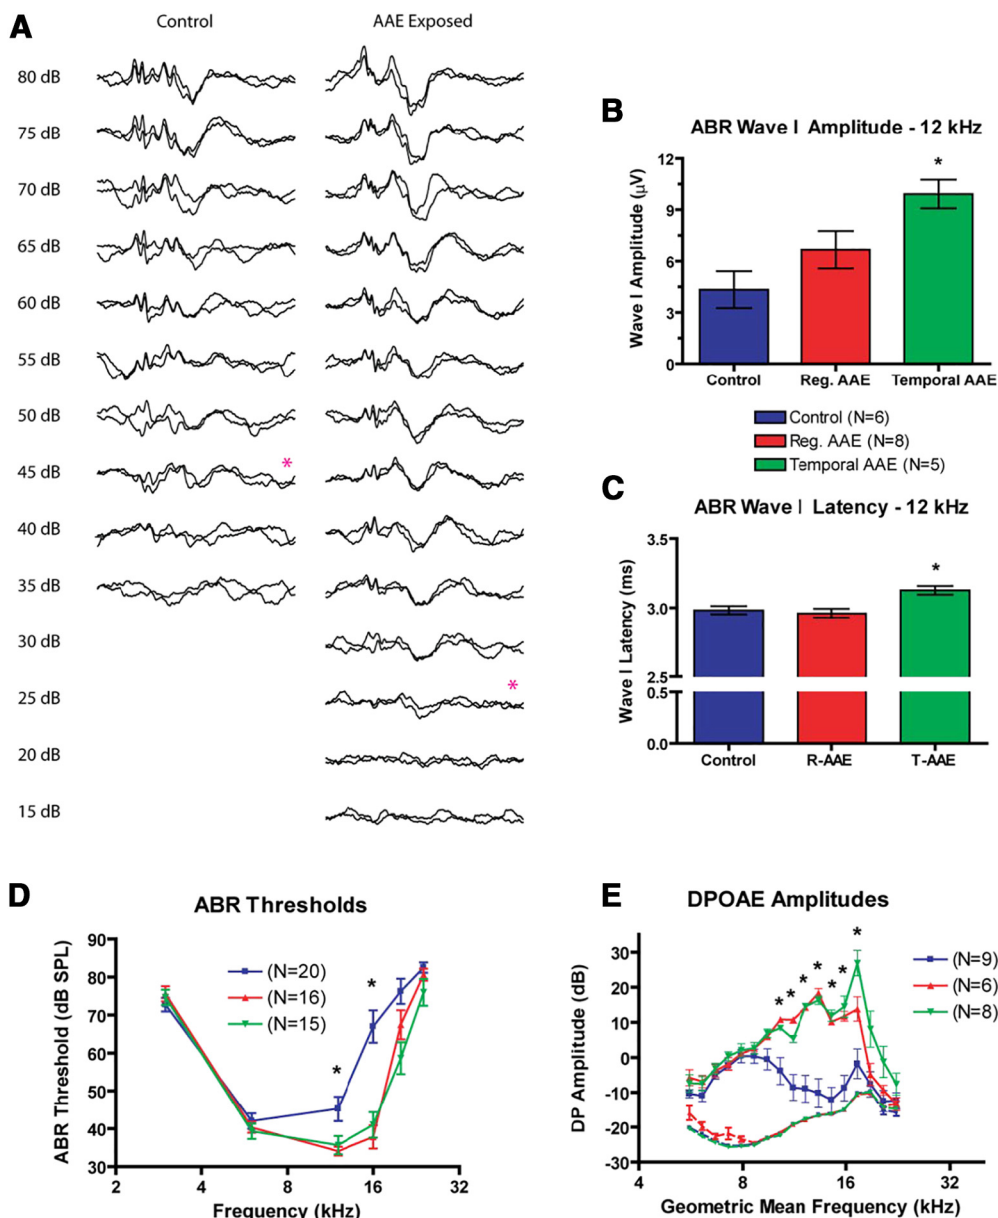 A
Control
AAE Exposed
80 dB
75 dB
70 dB
65 dB
60 dB
55 dB
50 dB
45 dB
*
40 dB
35 dB
30 dB
25 dB
*
20 dB
15 dB
B
ABR Wave I Amplitude - 12 kHz
Wave I Amplitude (µV)
12
9
6
3
0
*
Control
Reg. AAE
Temporal AAE
Control (N=6)
Reg. AAE (N=8)
Temporal AAE (N=5)
C
ABR Wave I Latency - 12 kHz
Wave I Latency (ms)
3.5
3.0
2.5
0.5
0.0
*
Control
R-AAE
T-AAE
D
ABR Thresholds
ABR Threshold (dB SPL)
90
80
70
60
50
40
30
(N=20)
(N=16)
(N=15)
*
*
2
4
8
16
32
Frequency (kHz)
E
DPOAE Amplitudes
DP Amplitude (dB)
30
20
10
0
-10
-20
-30
* * * * * * *
(N=9)
(N=6)
(N=8)
4
8
16
32
Geometric Mean Frequency (kHz)